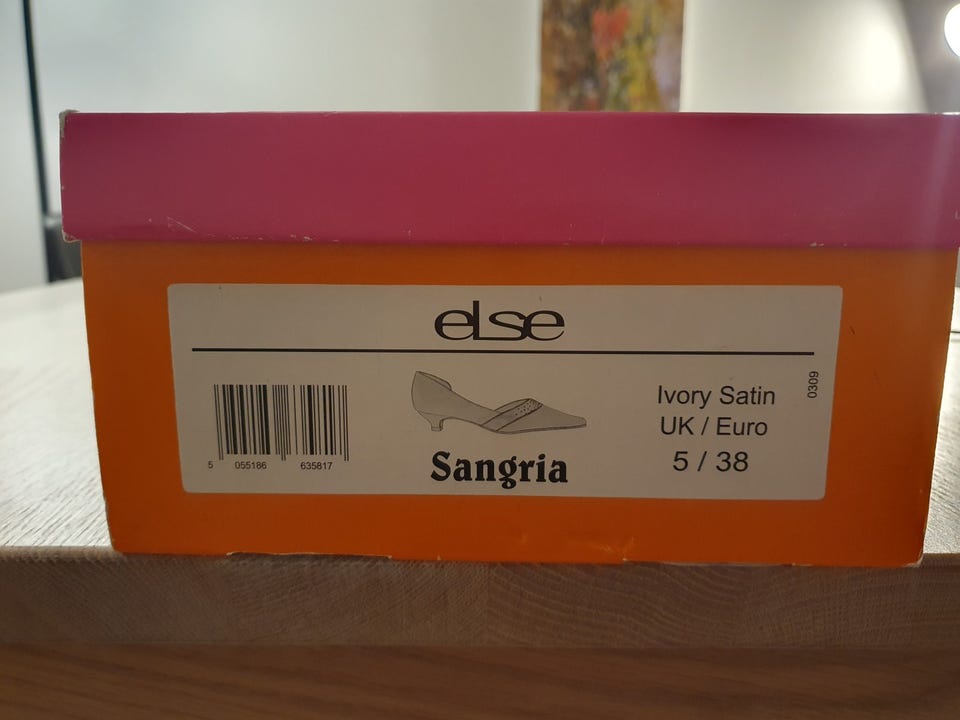 else
5 055186 635817
Sangria
Ivory Satin
UK / Euro
5 / 38
0309